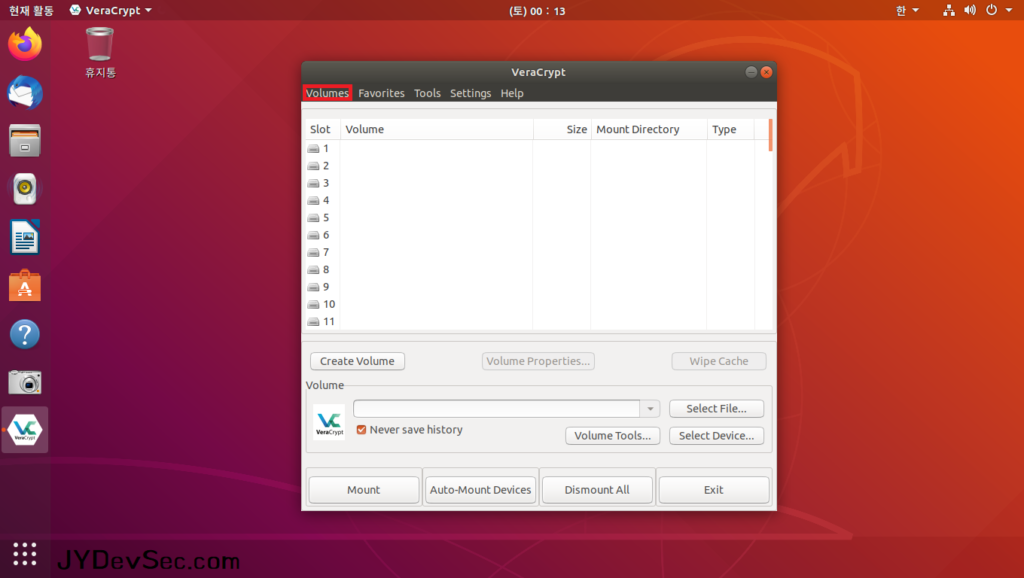 현재 활동 VeraCrypt (토) 00 : 13 한
휴지통
VeraCrypt
Volumes Favorites Tools Settings Help
Slot Volume Size Mount Directory Type
1
2
3
4
5
6
7
8
9
10
11
Create Volume Volume Properties... Wipe Cache
Volume
Select File...
VeraCrypt
Never save history
Volume Tools... Select Device...
VeraCrypt
Mount Auto-Mount Devices Dismount All Exit
JYDevSec.com